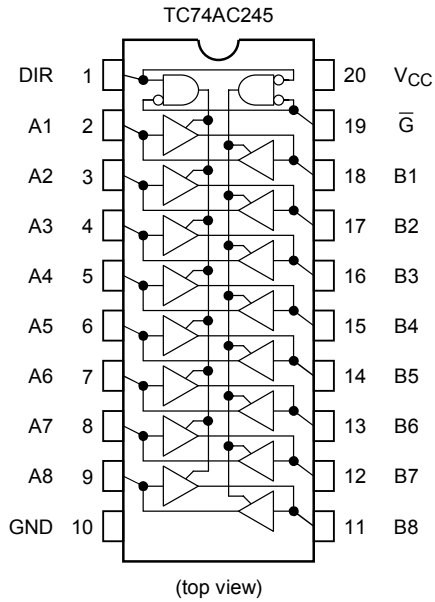 TC74AC245
DIR 1 20 VCC
A1 2 19 G̅
A2 3 18 B1
A3 4 17 B2
A4 5 16 B3
A5 6 15 B4
A6 7 14 B5
A7 8 13 B6
A8 9 12 B7
GND 10 11 B8
(top view)